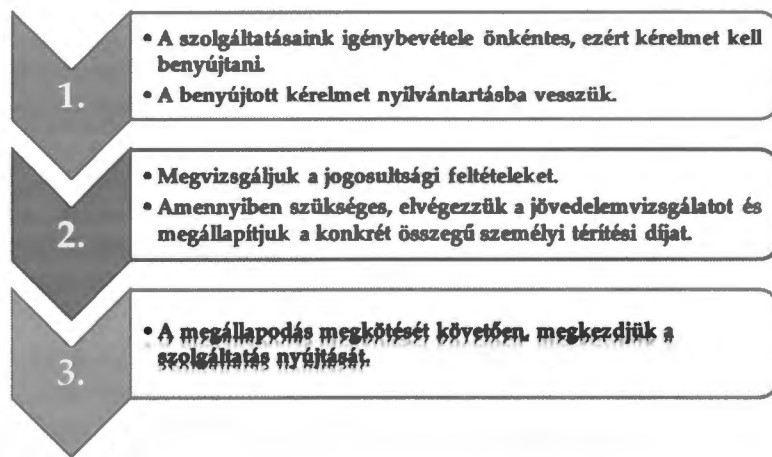 1.
• A szolgáltatásaink igénybevétele önkéntes, ezért kérelmet kell
benyújtani.
• A benyújtott kérelmet nyilvántartásba vesszük.
2.
• Megvizsgáljuk a jogosultsági feltételeket.
• Amennyiben szükséges, elvégezzük a jövedelemvizsgálatot és
megállapítjuk a konkrét összegű személyi térítési díjat.
3.
• A megállapodás megkötését követően, megkezdjük a
szolgáltatás nyújtását.